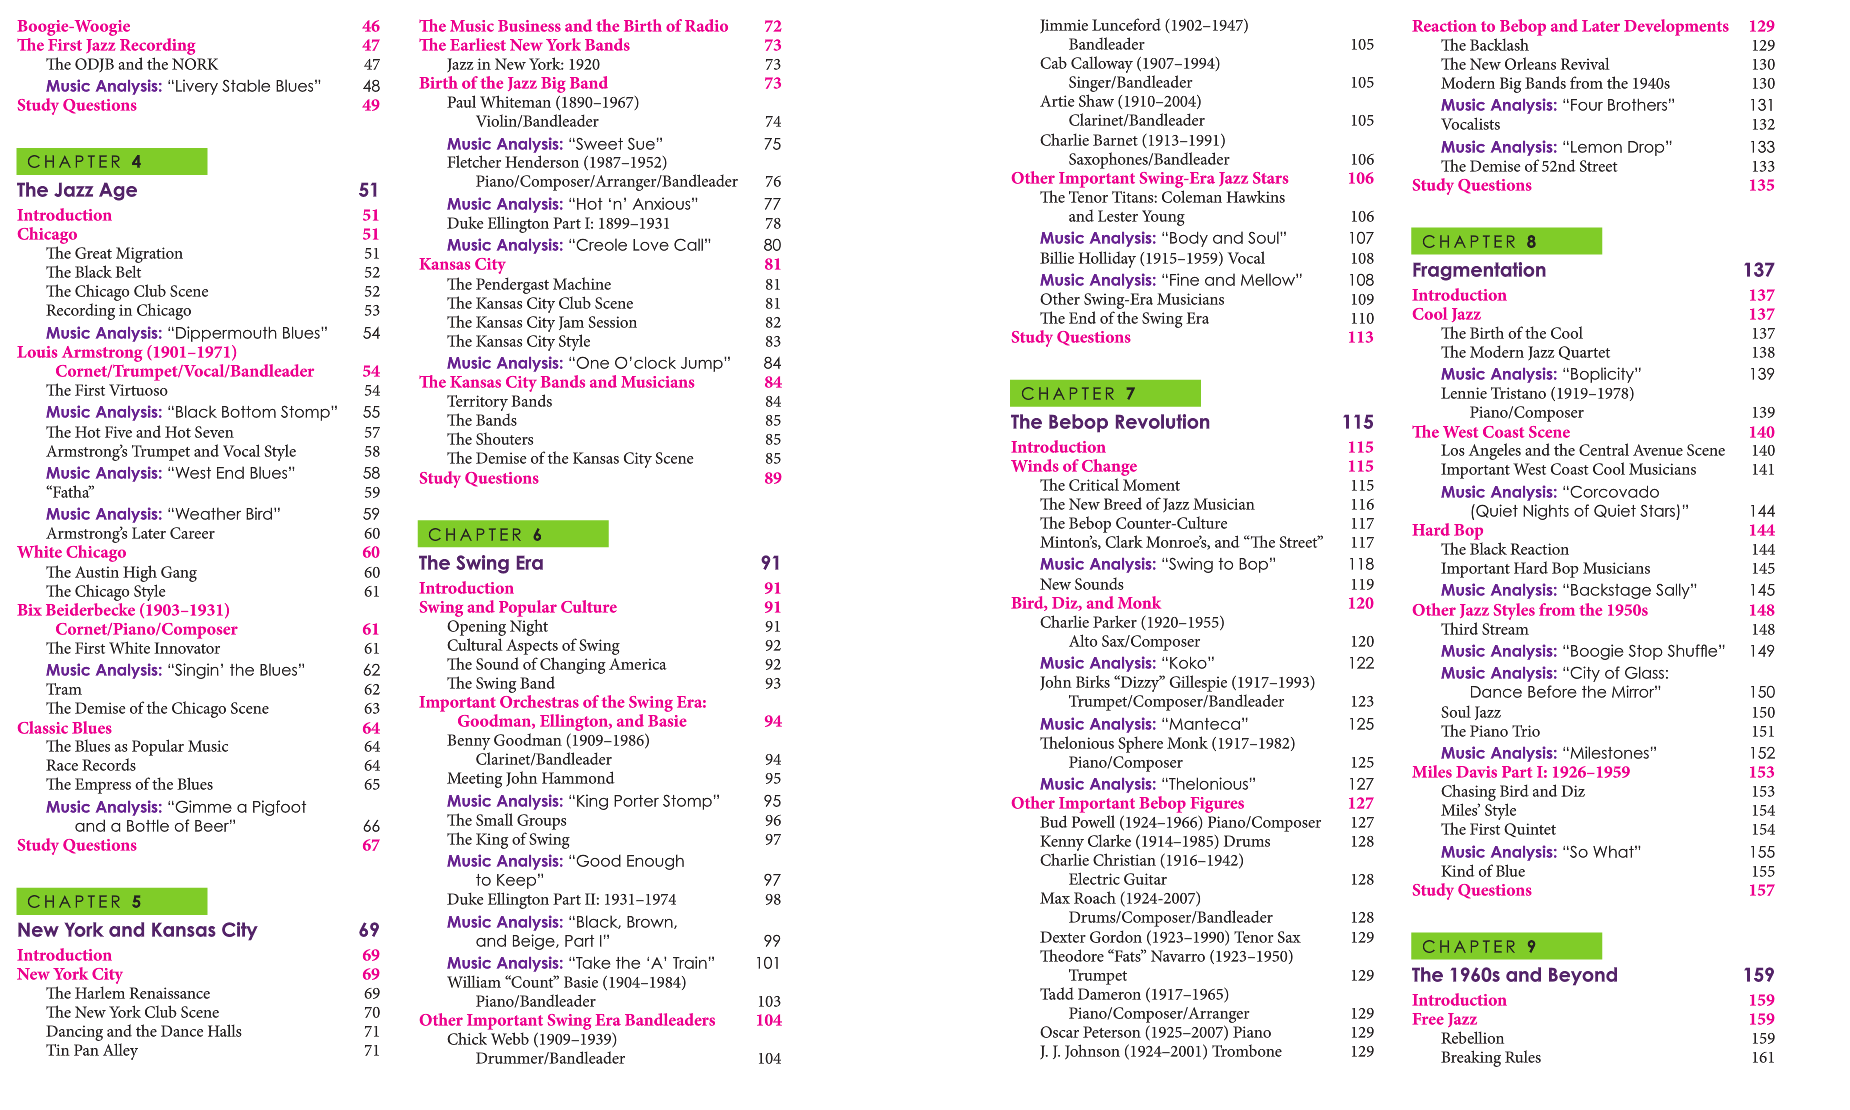 Boogie-Woogie 46
The First Jazz Recording 47
The ODJB and the NORK 47
Music Analysis: “Livery Stable Blues” 48
Study Questions 49
CHAPTER 4
The Jazz Age 51
Introduction 51
Chicago 51
The Great Migration 51
The Black Belt 52
The Chicago Club Scene 52
Recording in Chicago 53
Music Analysis: “Dippermouth Blues” 54
Louis Armstrong (1901–1971)
Cornet/Trumpet/Vocal/Bandleader 54
The First Virtuoso 54
Music Analysis: “Black Bottom Stomp” 55
The Hot Five and Hot Seven 57
Armstrong’s Trumpet and Vocal Style 58
Music Analysis: “West End Blues” 58
“Fatha” 59
Music Analysis: “Weather Bird” 59
Armstrong’s Later Career 60
White Chicago 60
The Austin High Gang 60
The Chicago Style 61
Bix Beiderbecke (1903–1931)
Cornet/Piano/Composer 61
The First White Innovator 61
Music Analysis: “Singin’ the Blues” 62
Tram 62
The Demise of the Chicago Scene 63
Classic Blues 64
The Blues as Popular Music 64
Race Records 64
The Empress of the Blues 65
Music Analysis: “Gimme a Pigfoot
and a Bottle of Beer” 66
Study Questions 67
CHAPTER 5
New York and Kansas City 69
Introduction 69
New York City 69
The Harlem Renaissance 69
The New York Club Scene 70
Dancing and the Dance Halls 71
Tin Pan Alley 71
The Music Business and the Birth of Radio 72
The Earliest New York Bands 73
Jazz in New York: 1920 73
Birth of the Jazz Big Band 73
Paul Whiteman (1890–1967)
Violin/Bandleader 74
Music Analysis: “Sweet Sue” 75
Fletcher Henderson (1987–1952)
Piano/Composer/Arranger/Bandleader 76
Music Analysis: “Hot ‘n’ Anxious” 77
Duke Ellington Part I: 1899–1931 78
Music Analysis: “Creole Love Call” 80
Kansas City 81
The Pendergast Machine 81
The Kansas City Club Scene 81
The Kansas City Jam Session 82
The Kansas City Style 83
Music Analysis: “One O’clock Jump” 84
The Kansas City Bands and Musicians 84
Territory Bands 84
The Bands 85
The Shouters 85
The Demise of the Kansas City Scene 85
Study Questions 89
CHAPTER 6
The Swing Era 91
Introduction 91
Swing and Popular Culture 91
Opening Night 91
Cultural Aspects of Swing 92
The Sound of Changing America 92
The Swing Band 93
Important Orchestras of the Swing Era:
Goodman, Ellington, and Basie 94
Benny Goodman (1909–1986)
Clarinet/Bandleader 94
Meeting John Hammond 95
Music Analysis: “King Porter Stomp” 95
The Small Groups 96
The King of Swing 97
Music Analysis: “Good Enough
to Keep” 97
Duke Ellington Part II: 1931–1974 98
Music Analysis: “Black, Brown,
and Beige, Part I” 99
Music Analysis: “Take the ‘A’ Train” 101
William “Count” Basie (1904–1984)
Piano/Bandleader 103
Other Important Swing Era Bandleaders 104
Chick Webb (1909–1939)
Drummer/Bandleader 104
Jimmie Lunceford (1902–1947)
Bandleader 105
Cab Calloway (1907–1994)
Singer/Bandleader 105
Artie Shaw (1910–2004)
Clarinet/Bandleader 105
Charlie Barnet (1913–1991)
Saxophones/Bandleader 106
Other Important Swing-Era Jazz Stars 106
The Tenor Titans: Coleman Hawkins
and Lester Young 106
Music Analysis: “Body and Soul” 107
Billie Holliday (1915–1959) Vocal 108
Music Analysis: “Fine and Mellow” 108
Other Swing-Era Musicians 109
The End of the Swing Era 110
Study Questions 113
CHAPTER 7
The Bebop Revolution 115
Introduction 115
Winds of Change 115
The Critical Moment 115
The New Breed of Jazz Musician 116
The Bebop Counter-Culture 117
Minton’s, Clark Monroe’s, and “The Street” 117
Music Analysis: “Swing to Bop” 118
New Sounds 119
Bird, Diz, and Monk 120
Charlie Parker (1920–1955)
Alto Sax/Composer 120
Music Analysis: “Koko” 122
John Birks “Dizzy” Gillespie (1917–1993)
Trumpet/Composer/Bandleader 123
Music Analysis: “Manteca” 125
Thelonious Sphere Monk (1917–1982)
Piano/Composer 125
Music Analysis: “Thelonious” 127
Other Important Bebop Figures 127
Bud Powell (1924–1966) Piano/Composer 127
Kenny Clarke (1914–1985) Drums 128
Charlie Christian (1916–1942)
Electric Guitar 128
Max Roach (1924-2007)
Drums/Composer/Bandleader 128
Dexter Gordon (1923–1990) Tenor Sax 129
Theodore “Fats” Navarro (1923–1950)
Trumpet 129
Tadd Dameron (1917–1965)
Piano/Composer/Arranger 129
Oscar Peterson (1925–2007) Piano 129
J. J. Johnson (1924–2001) Trombone 129
Reaction to Bebop and Later Developments 129
The Backlash 129
The New Orleans Revival 130
Modern Big Bands from the 1940s 130
Music Analysis: “Four Brothers” 131
Vocalists 132
Music Analysis: “Lemon Drop” 133
The Demise of 52nd Street 133
Study Questions 135
CHAPTER 8
Fragmentation 137
Introduction 137
Cool Jazz 137
The Birth of the Cool 137
The Modern Jazz Quartet 138
Music Analysis: “Boplicity” 139
Lennie Tristano (1919–1978)
Piano/Composer 139
The West Coast Scene 140
Los Angeles and the Central Avenue Scene 140
Important West Coast Cool Musicians 141
Music Analysis: “Corcovado
(Quiet Nights of Quiet Stars)” 144
Hard Bop 144
The Black Reaction 144
Important Hard Bop Musicians 145
Music Analysis: “Backstage Sally” 145
Other Jazz Styles from the 1950s 148
Third Stream 148
Music Analysis: “Boogie Stop Shuffle” 149
Music Analysis: “City of Glass:
Dance Before the Mirror” 150
Soul Jazz 150
The Piano Trio 151
Music Analysis: “Milestones” 152
Miles Davis Part I: 1926–1959 153
Chasing Bird and Diz 153
Miles’ Style 154
The First Quintet 154
Music Analysis: “So What” 155
Kind of Blue 155
Study Questions 157
CHAPTER 9
The 1960s and Beyond 159
Introduction 159
Free Jazz 159
Rebellion 159
Breaking Rules 161